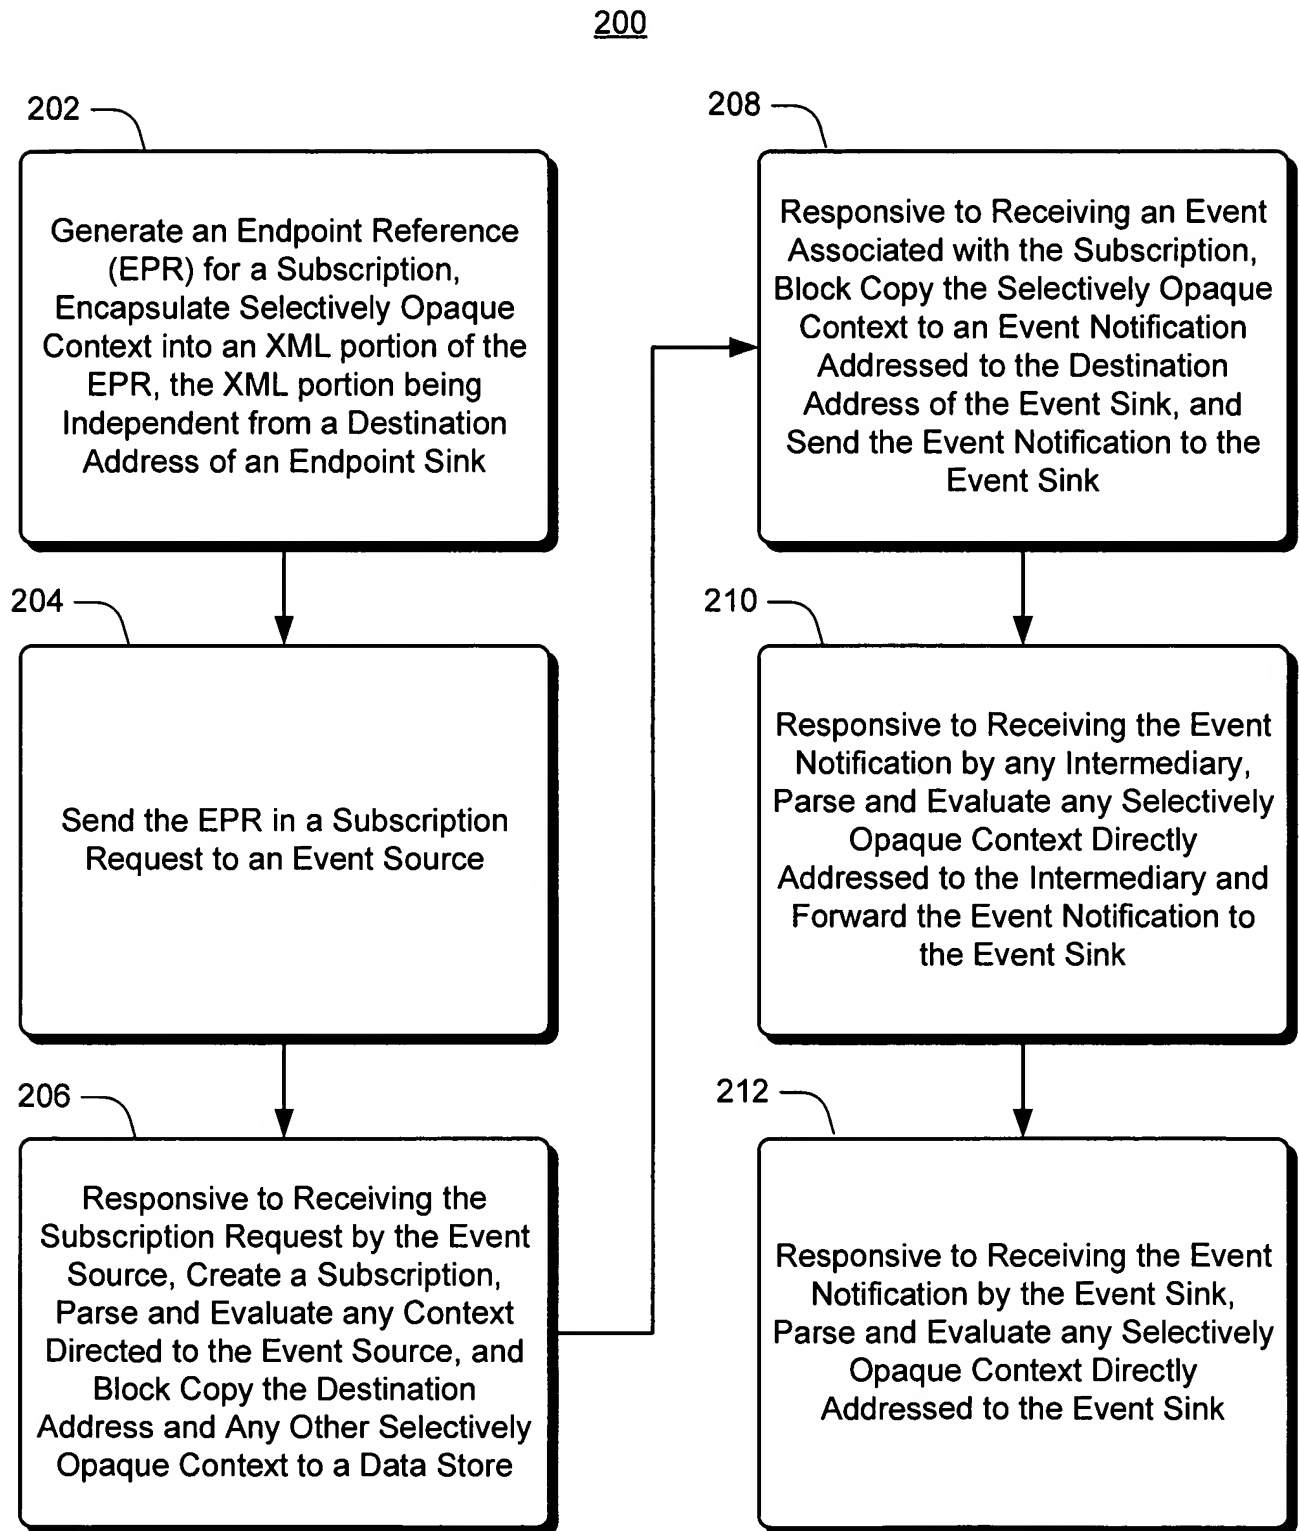 200
202
Generate an Endpoint Reference
(EPR) for a Subscription,
Encapsulate Selectively Opaque
Context into an XML portion of the
EPR, the XML portion being
Independent from a Destination
Address of an Endpoint Sink
204
Send the EPR in a Subscription
Request to an Event Source
206
Responsive to Receiving the
Subscription Request by the Event
Source, Create a Subscription,
Parse and Evaluate any Context
Directed to the Event Source, and
Block Copy the Destination
Address and Any Other Selectively
Opaque Context to a Data Store
208
Responsive to Receiving an Event
Associated with the Subscription,
Block Copy the Selectively Opaque
Context to an Event Notification
Addressed to the Destination
Address of the Event Sink, and
Send the Event Notification to the
Event Sink
210
Responsive to Receiving the Event
Notification by any Intermediary,
Parse and Evaluate any Selectively
Opaque Context Directly
Addressed to the Intermediary and
Forward the Event Notification to
the Event Sink
212
Responsive to Receiving the Event
Notification by the Event Sink,
Parse and Evaluate any Selectively
Opaque Context Directly
Addressed to the Event Sink